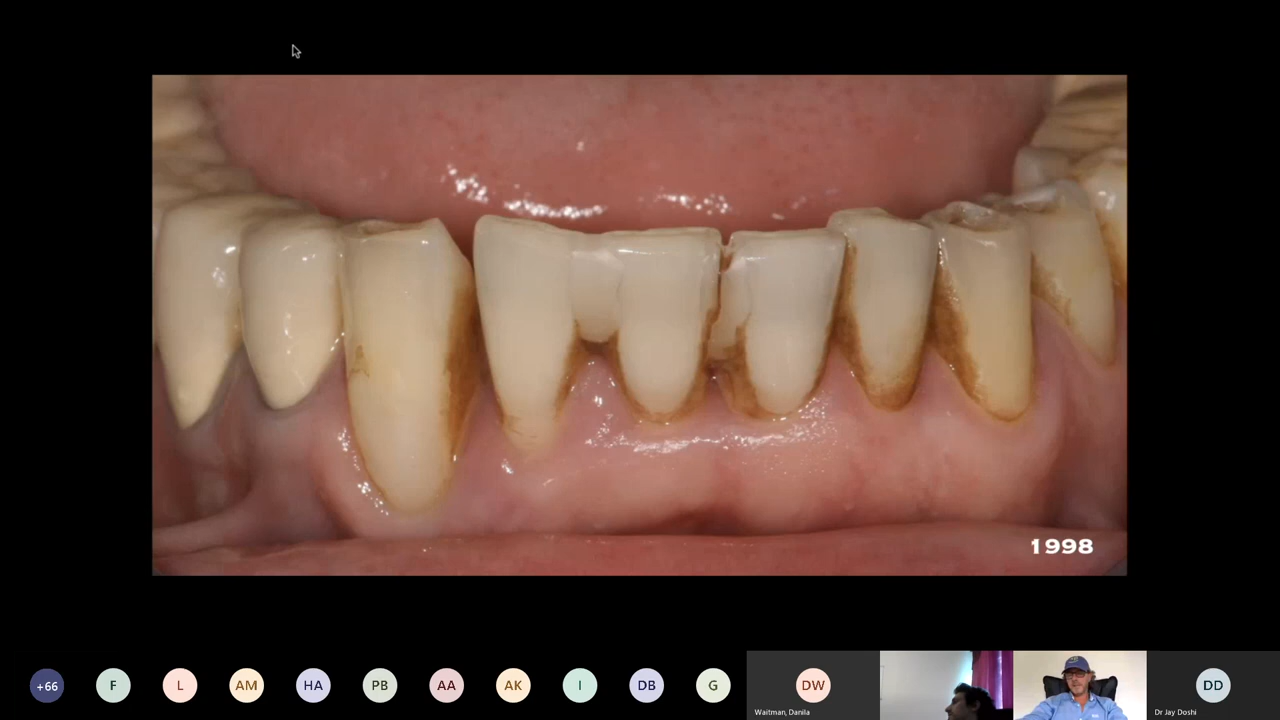 1998
+66
F
L
AM
HA
PB
AA
AK
I
DB
G
DW
DD
Waitman, Danila
Dr Jay Doshi